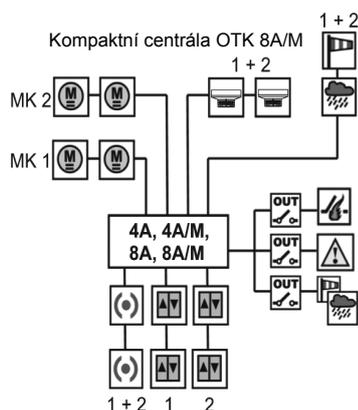 1 + 2
Kompaktní centrála OTK 8A/M
1 + 2
MK 2 M M
MK 1 M M
4A, 4A/M,
8A, 8A/M
OUT
OUT
OUT
1 + 2 1 2